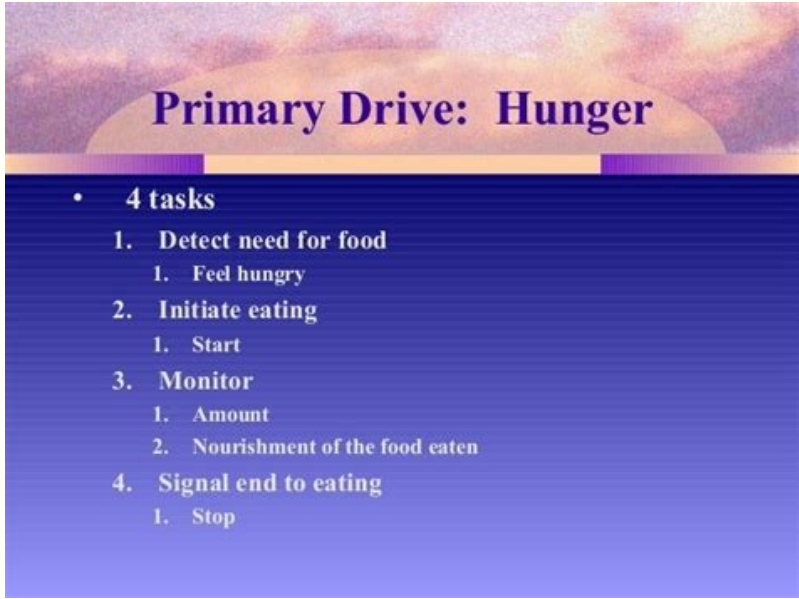 Primary Drive: Hunger
• 4 tasks
1. Detect need for food
1. Feel hungry
2. Initiate eating
1. Start
3. Monitor
1. Amount
2. Nourishment of the food eaten
4. Signal end to eating
1. Stop